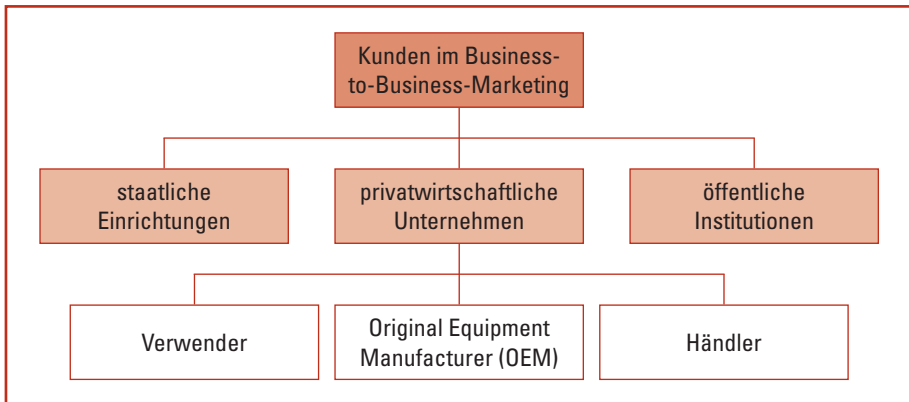 Kunden im Business-
to-Business-Marketing
staatliche
Einrichtungen
privatwirtschaftliche
Unternehmen
öffentliche
Institutionen
Verwender
Original Equipment
Manufacturer (OEM)
Händler